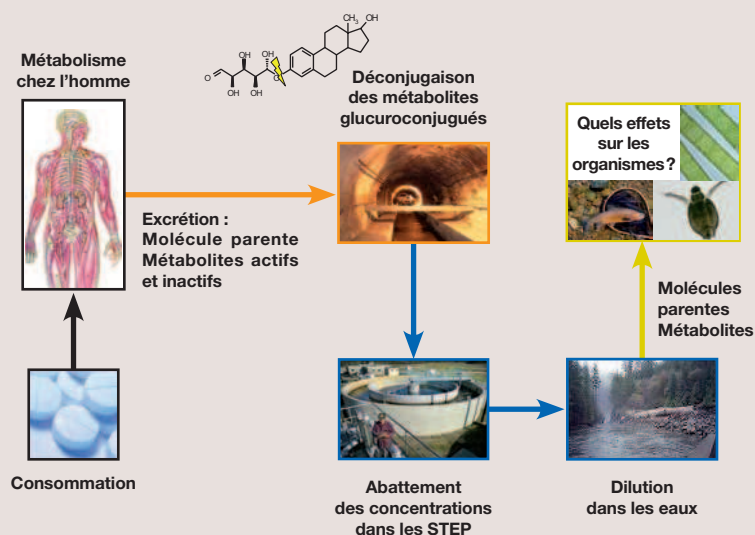 Métabolisme
chez l'homme
CH3
OH
OH
OH
O
O
OH
OH
Déconjugaison
des métabolites
glucuroconjugués
Quels effets
sur les
organismes ?
Excrétion :
Molécule parente
Métabolites actifs
et inactifs
Molécules
parentes
Métabolites
Consommation
Abattement
des concentrations
dans les STEP
Dilution
dans les eaux